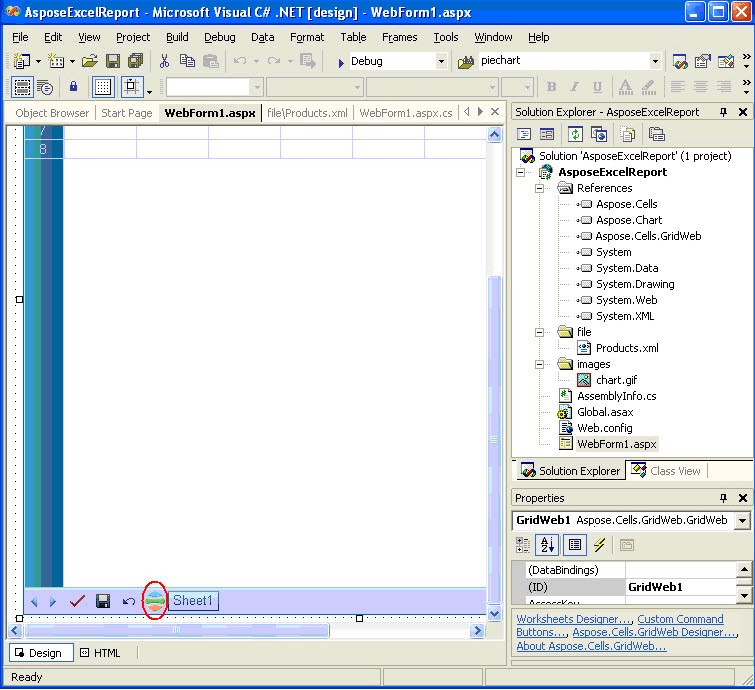 AsposeExcelReport - Microsoft Visual C# .NET [design] - WebForm1.aspx
File Edit View Project Build Debug Data Format Table Frames Tools Window Help
Debug piechart
B I U A
Object Browser Start Page WebForm1.aspx file\Products.xml WebForm1.aspx.cs
7
8
Sheet1
Design HTML
Solution Explorer - AsposeExcelReport
Solution 'AsposeExcelReport' (1 project)
AsposeExcelReport
References
Aspose.Cells
Aspose.Chart
Aspose.Cells.GridWeb
System
System.Data
System.Drawing
System.Web
System.XML
file
Products.xml
images
chart.gif
AssemblyInfo.cs
Global.asax
Web.config
WebForm1.aspx
Solution Explorer Class View
Properties
GridWeb1 Aspose.Cells.GridWeb.GridWeb
(DataBindings)
(ID) GridWeb1
AccessKey
Worksheets Designer..., Custom Command
Buttons..., Aspose.Cells.GridWeb Designer...,
About Aspose.Cells.GridWeb...
Ready